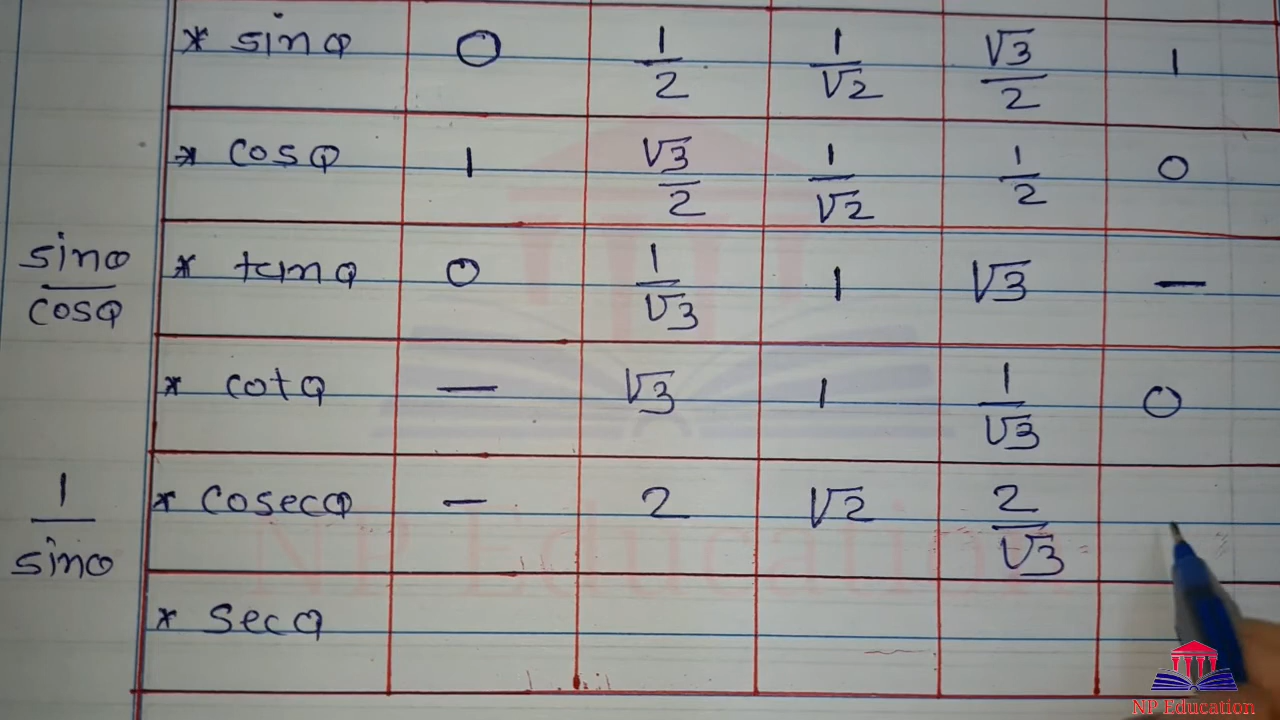 * sinθ 0 1/2 1/√2 √3/2 1
* cosθ 1 √3/2 1/√2 1/2 0
sinθ/cosθ * tanθ 0 1/√3 1 √3 —
* cotθ — √3 1 1/√3 0
1/sinθ * cosecθ — 2 √2 2/√3
* secθ
NP Education
NP Education